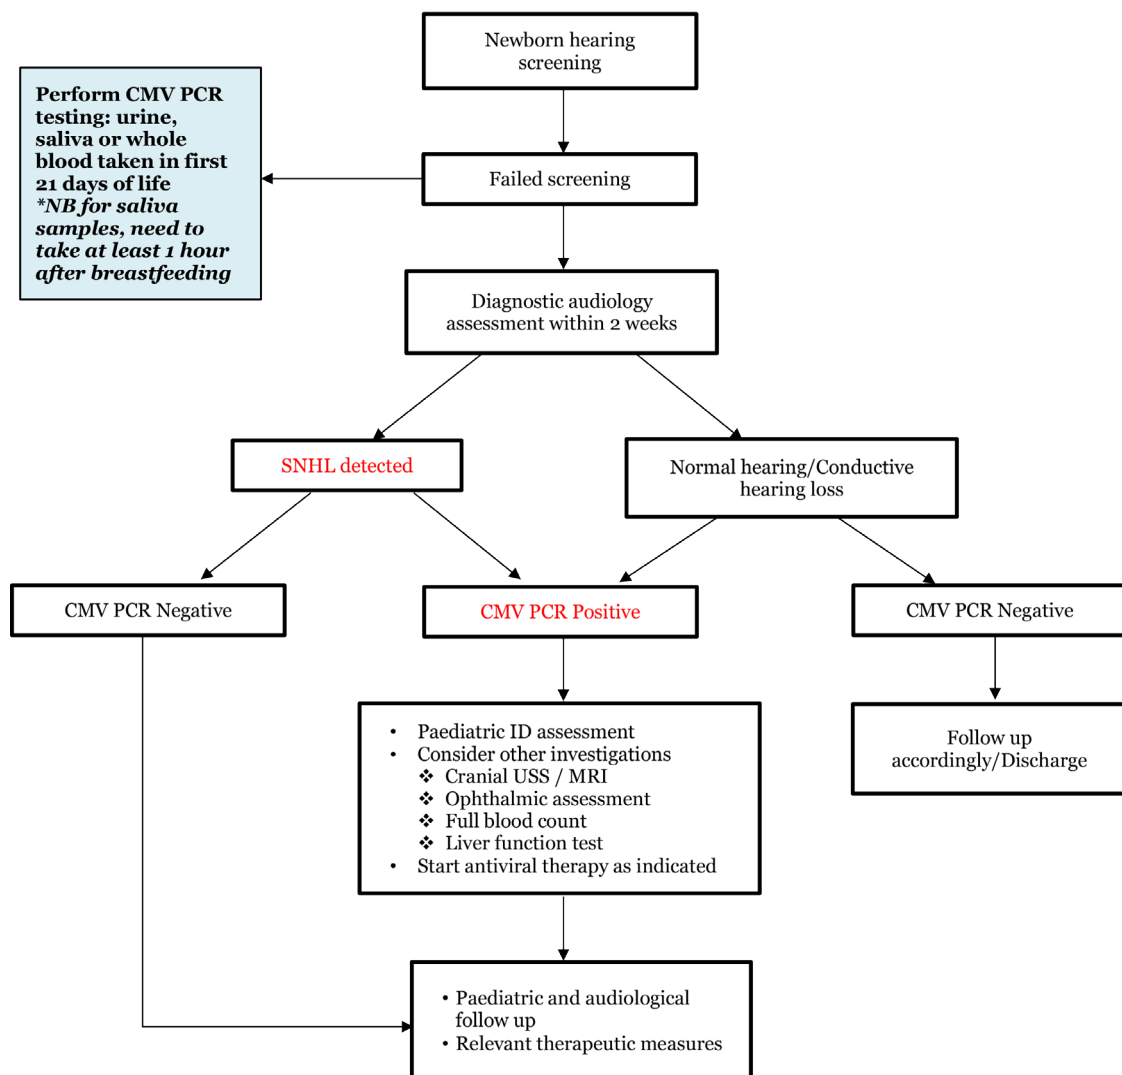 Newborn hearing
screening
Perform CMV PCR
testing: urine,
saliva or whole
blood taken in first
21 days of life
*NB for saliva
samples, need to
take at least 1 hour
after breastfeeding
Failed screening
Diagnostic audiology
assessment within 2 weeks
SNHL detected
Normal hearing/Conductive
hearing loss
CMV PCR Negative
CMV PCR Positive
CMV PCR Negative
• Paediatric ID assessment
• Consider other investigations
❖ Cranial USS / MRI
❖ Ophthalmic assessment
❖ Full blood count
❖ Liver function test
• Start antiviral therapy as indicated
Follow up
accordingly/Discharge
• Paediatric and audiological
follow up
• Relevant therapeutic measures